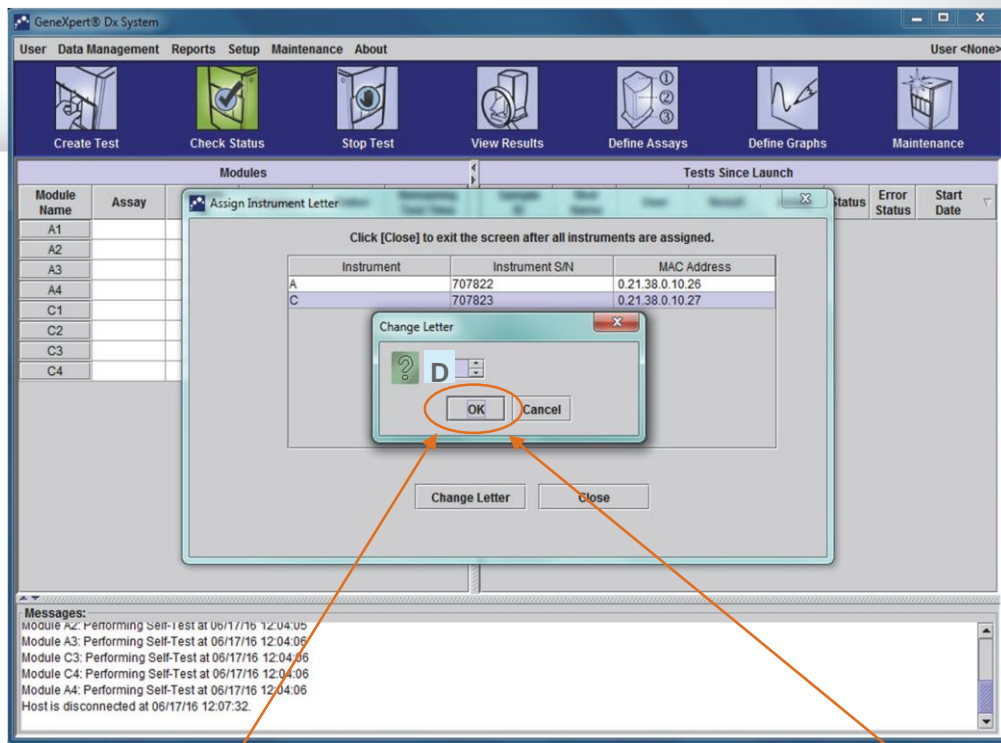 GeneXpert® Dx System
User Data Management Reports Setup Maintenance About User <None>
Create Test Check Status Stop Test View Results Define Assays Define Graphs Maintenance
1
2
3
Modules Tests Since Launch
Module Name Assay Status Error Status Start Date
A1
A2
A3
A4
C1
C2
C3
C4
Assign Instrument Letter
Click [Close] to exit the screen after all instruments are assigned.
Instrument Instrument S/N MAC Address
A 707822 0.21.38.0.10.26
C 707823 0.21.38.0.10.27
Change Letter
? D
OK Cancel
Change Letter Close
Messages:
Module A2: Performing Self-Test at 06/17/16 12:04:05
Module A3: Performing Self-Test at 06/17/16 12:04:06
Module C3: Performing Self-Test at 06/17/16 12:04:06
Module C4: Performing Self-Test at 06/17/16 12:04:06
Module A4: Performing Self-Test at 06/17/16 12:04:06
Host is disconnected at 06/17/16 12:07:32.